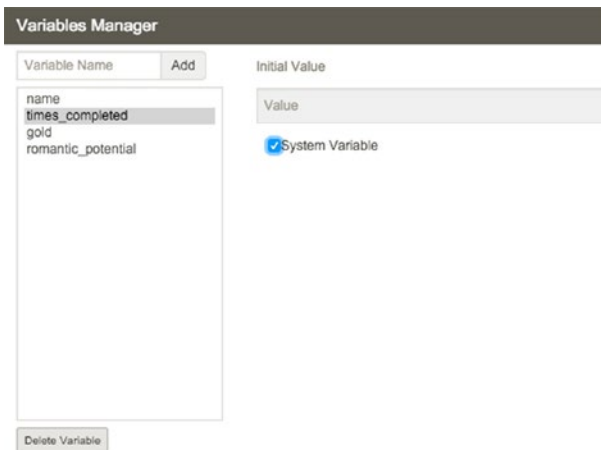 Variables Manager
Variable Name Add
Initial Value
name
times_completed
gold
romantic_potential
Value
System Variable
Delete Variable